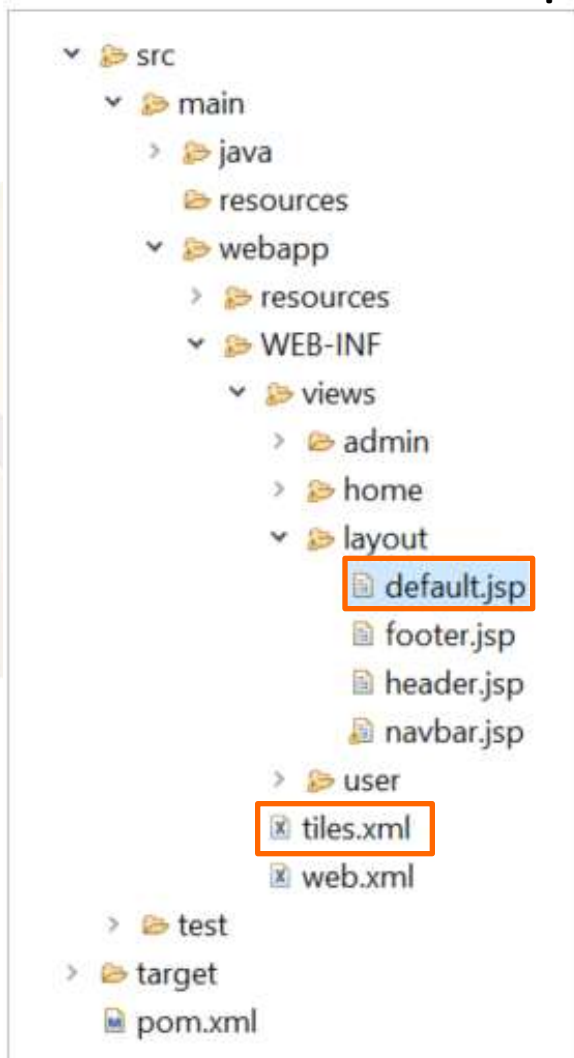 src
main
java
resources
webapp
resources
WEB-INF
views
admin
home
layout
default.jsp
footer.jsp
header.jsp
navbar.jsp
user
tiles.xml
web.xml
test
target
pom.xml